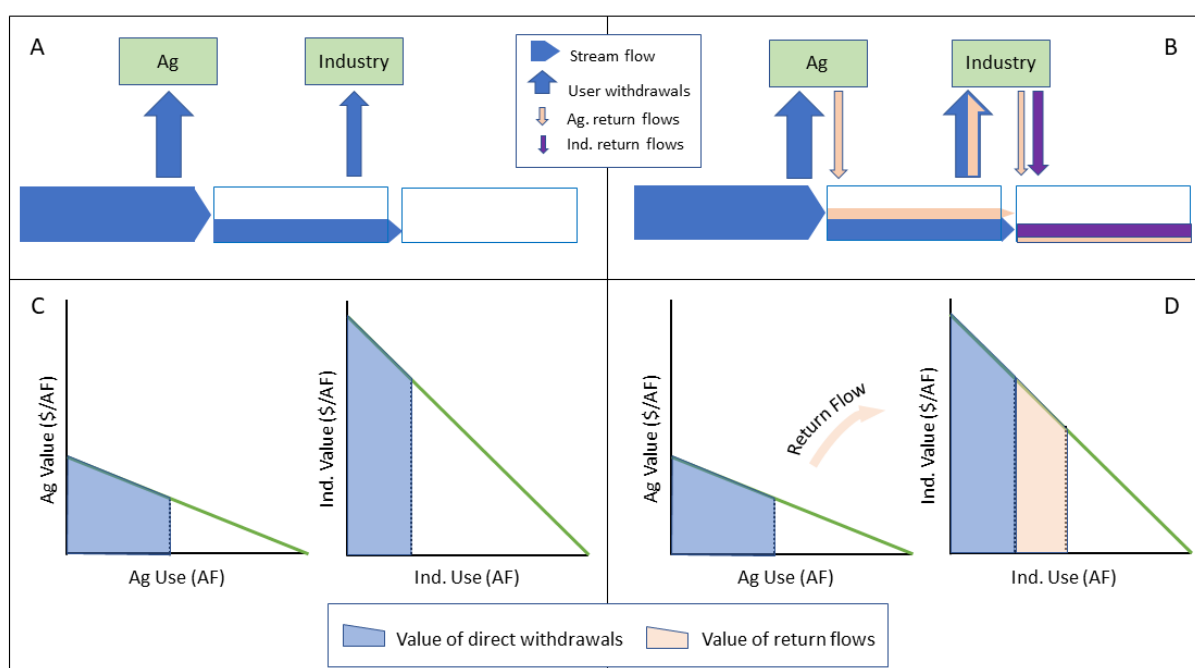 A
Ag
Industry
Stream flow
User withdrawals
Ag. return flows
Ind. return flows
B
Ag
Industry
C
Ag Value ($/AF)
Ag Use (AF)
Ind. Value ($/AF)
Ind. Use (AF)
D
Ag Value ($/AF)
Ag Use (AF)
Return Flow
Ind. Value ($/AF)
Ind. Use (AF)
Value of direct withdrawals
Value of return flows